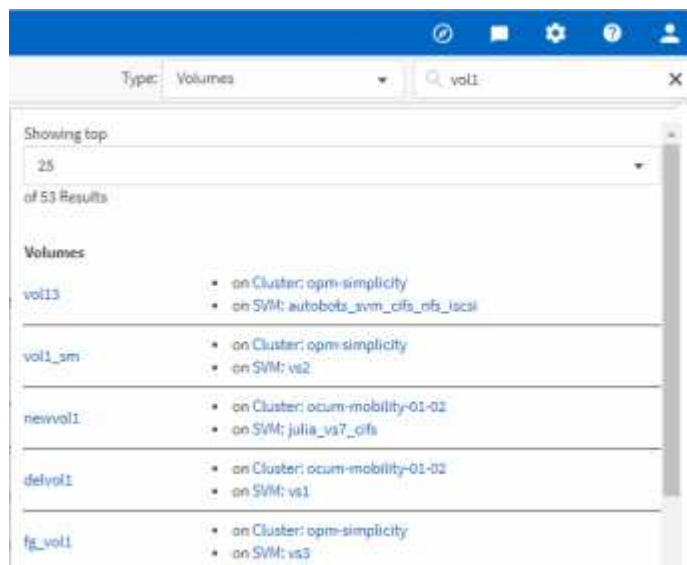 Type: Volumes vol1
Showing top
25
of 53 Results
Volumes
vol13
on Cluster: opm-simplicity
on SVM: autobots_svm_cifs_nfs_iscsi
vol1_sm
on Cluster: opm-simplicity
on SVM: vs2
newvol1
on Cluster: ocum-mobility-01-02
on SVM: julia_vs7_cifs
delvol1
on Cluster: ocum-mobility-01-02
on SVM: vs1
fg_vol1
on Cluster: opm-simplicity
on SVM: vs3